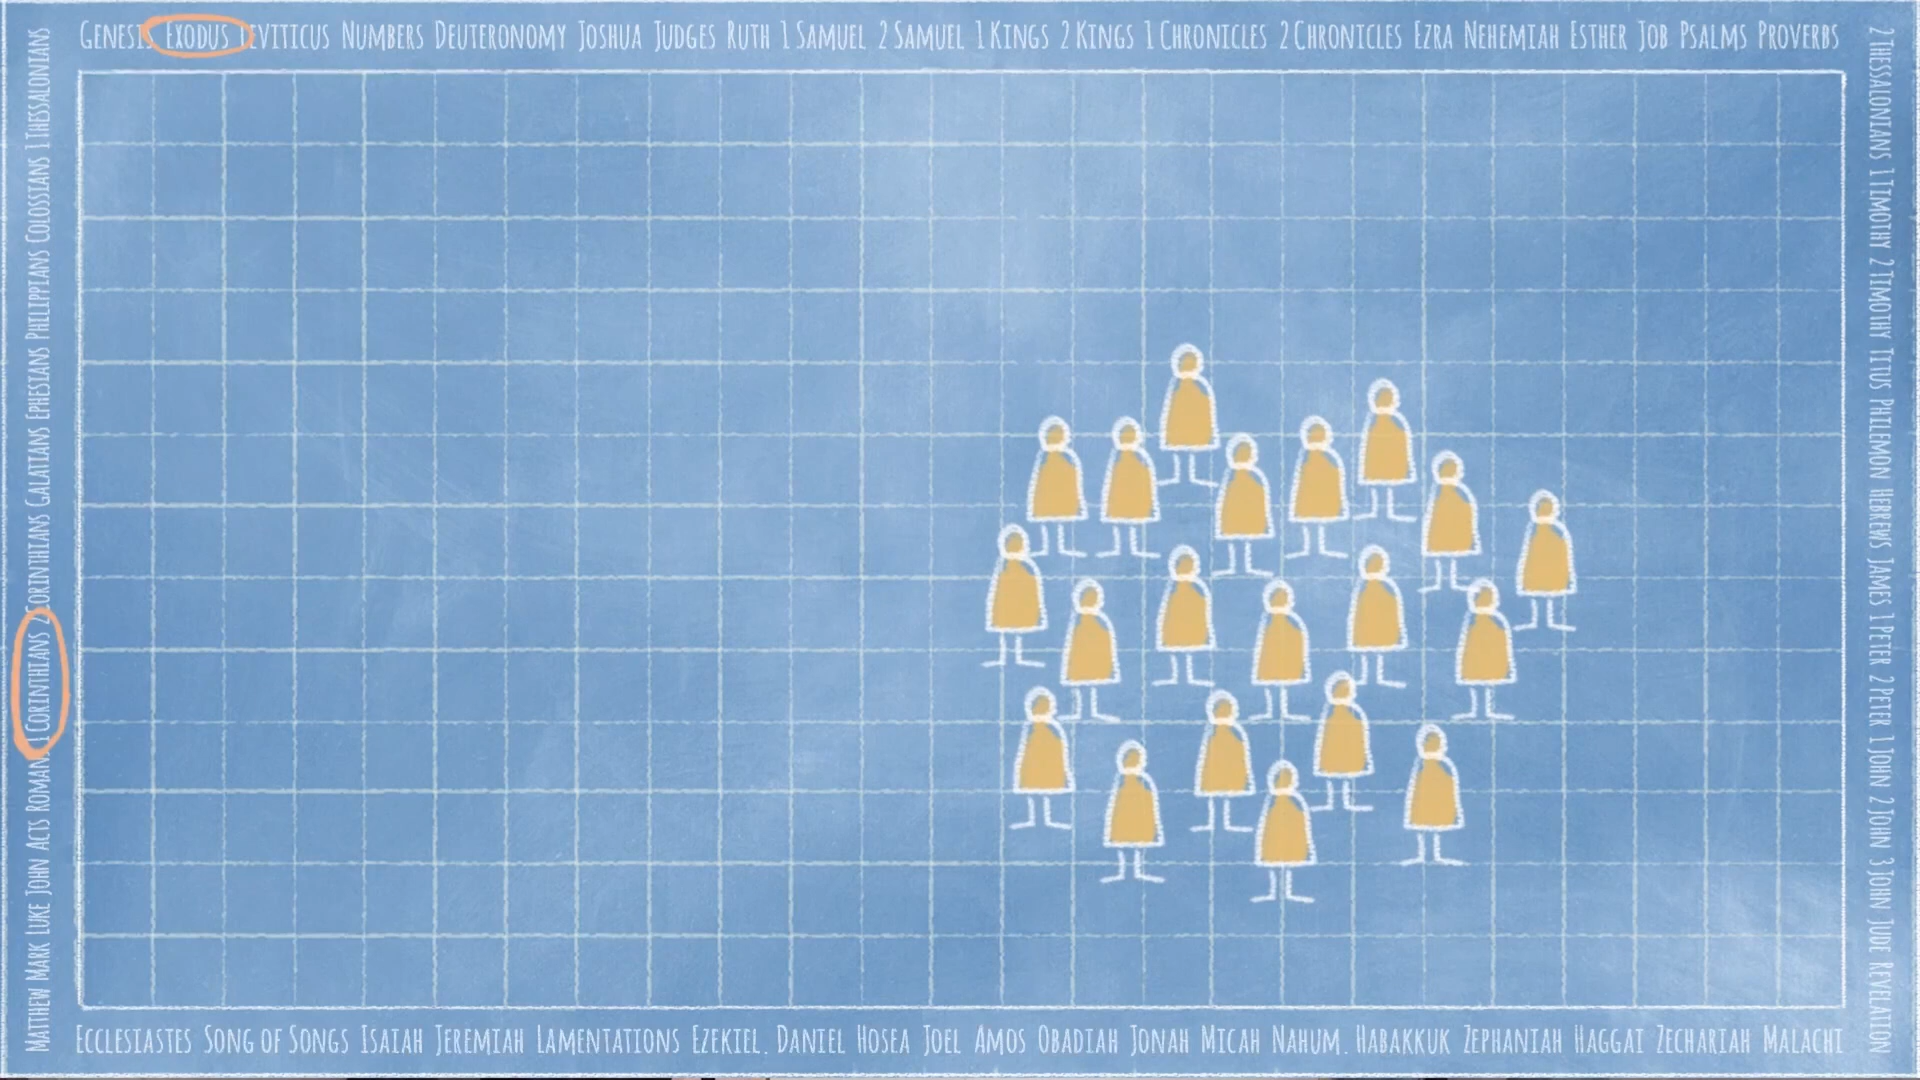 Genesis Exodus Leviticus Numbers Deuteronomy Joshua Judges Ruth 1 Samuel 2 Samuel 1 Kings 2 Kings 1 Chronicles 2 Chronicles Ezra Nehemiah Esther Job Psalms Proverbs
Matthew Mark Luke John Acts Romans 1 Corinthians 2 Corinthians Galatians Ephesians Philippians Colossians 1 Thessalonians
2 Thessalonians 1 Timothy 2 Timothy Titus Philemon Hebrews James 1 Peter 2 Peter 1 John 2 John 3 John Jude Revelation
Ecclesiastes Song of Songs Isaiah Jeremiah Lamentations Ezekiel. Daniel Hosea Joel Amos Obadiah Jonah Micah Nahum. Habakkuk Zephaniah Haggai Zechariah Malachi